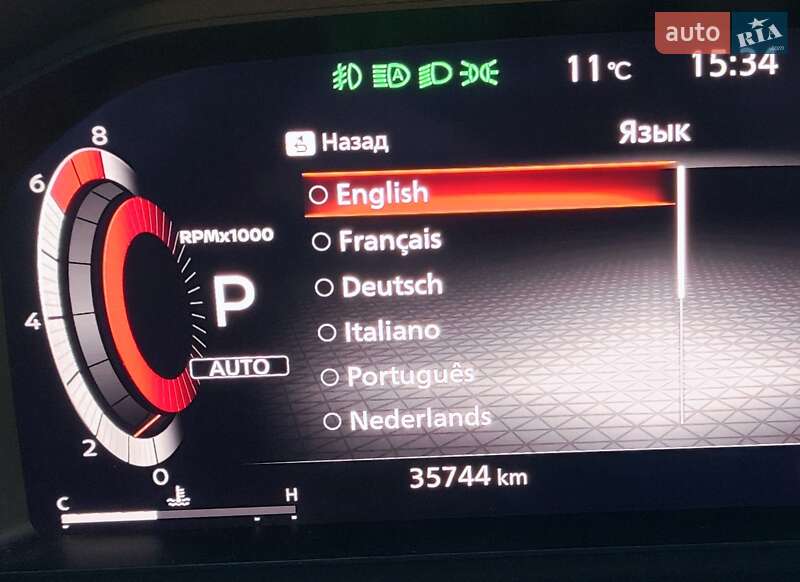 auto RIA .com
11°C 15:34
Назад Язык
English
Français
Deutsch
Italiano
Português
Nederlands
8
6
4
2
0
RPMx1000
P
AUTO
35744 km
C H